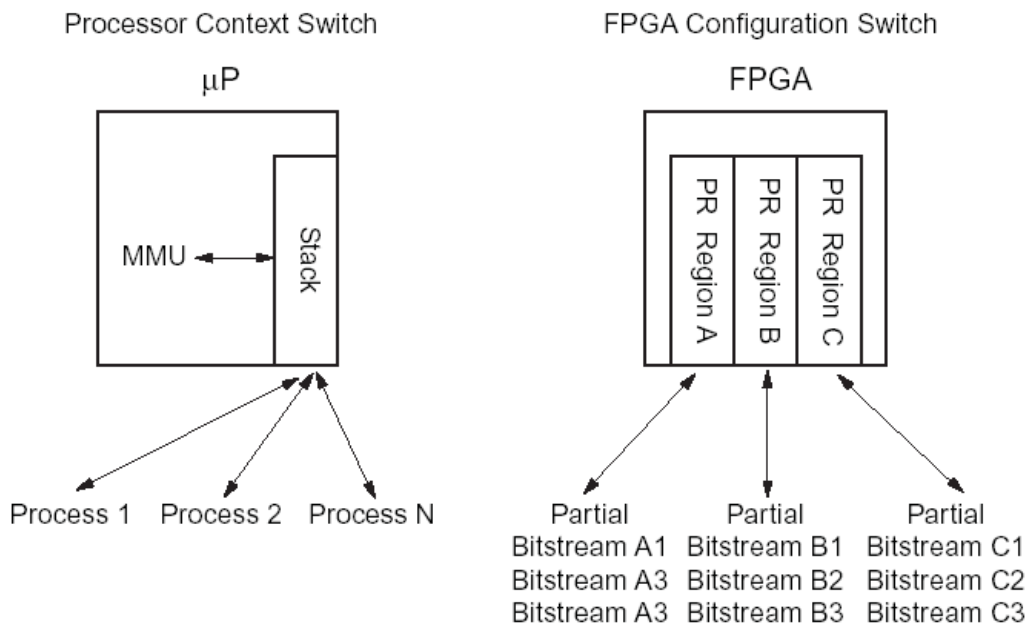 Processor Context Switch
μP
MMU
Stack
Process 1
Process 2
Process N
FPGA Configuration Switch
FPGA
PR Region A
PR Region B
PR Region C
Partial
Bitstream A1
Bitstream A3
Bitstream A3
Partial
Bitstream B1
Bitstream B2
Bitstream B3
Partial
Bitstream C1
Bitstream C2
Bitstream C3